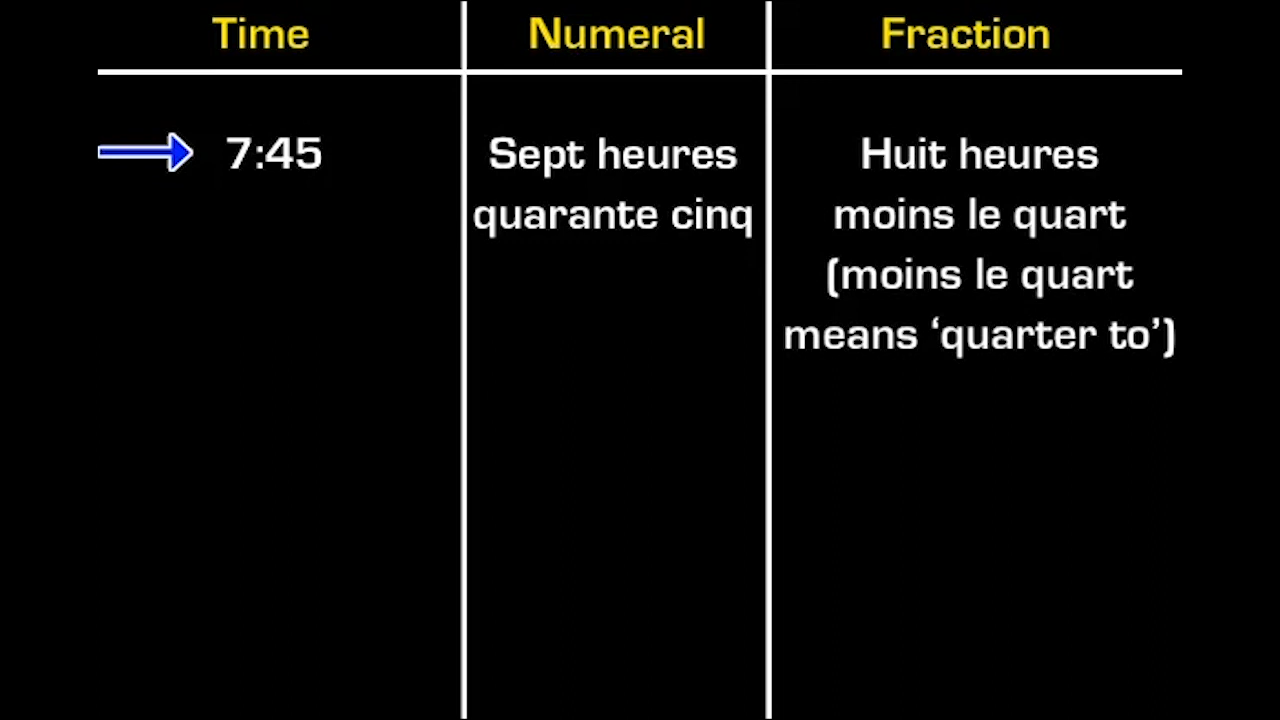 Time Numeral Fraction
7:45 Sept heures Huit heures
quarante cinq moins le quart
(moins le quart
means ‘quarter to’)